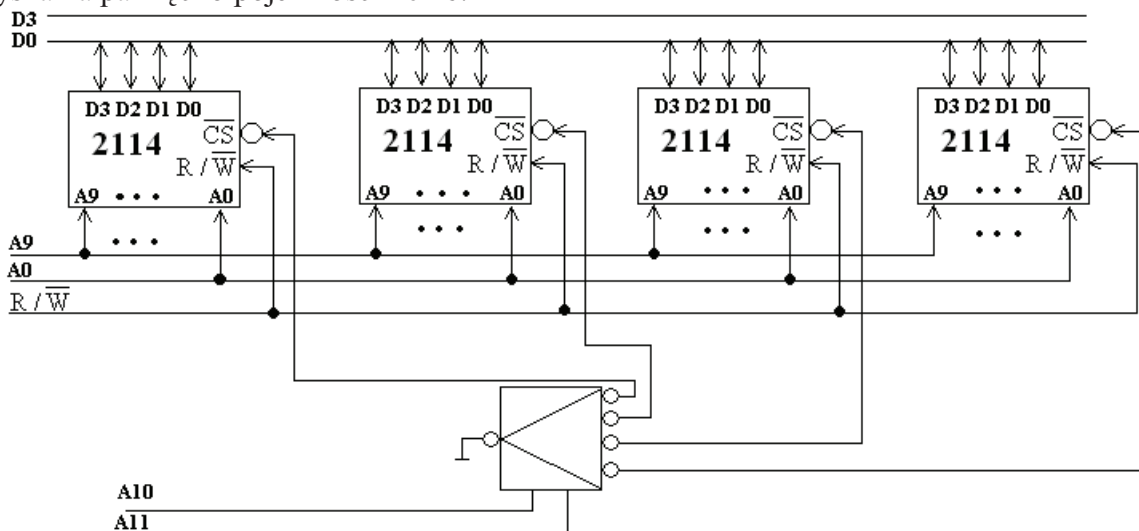 D3
D0
D3 D2 D1 D0
CS
2114
R / W
A9 • • • A0
• • •
D3 D2 D1 D0
CS
2114
R / W
A9 • • • A0
• • •
D3 D2 D1 D0
CS
2114
R / W
A9 • • • A0
• • •
D3 D2 D1 D0
CS
2114
R / W
A9 • • • A0
• • •
A9
A0
R / W
A10
A11